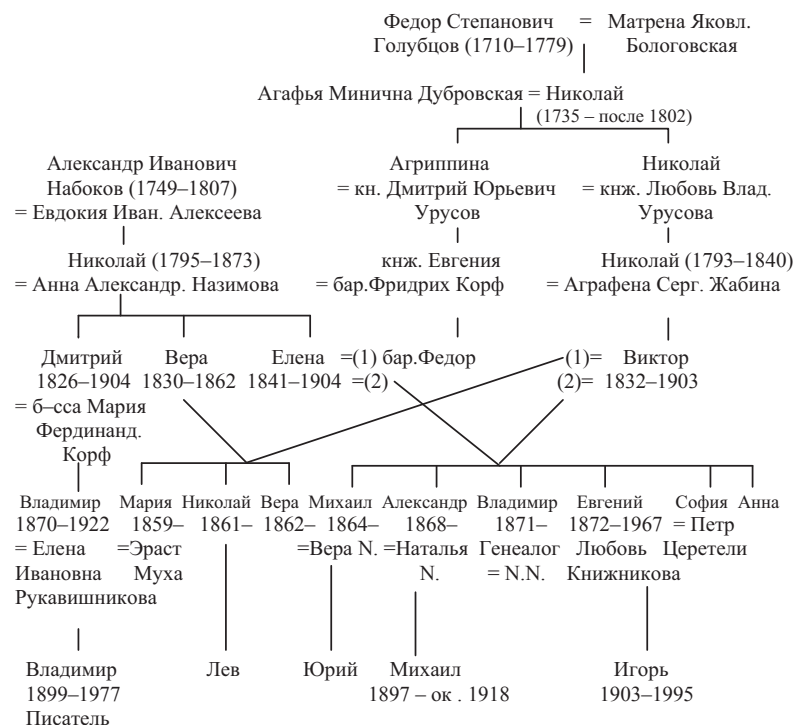 Федор Степанович = Матрена Яковл.
Голубцов (1710–1779) Бологовская
Агафья Минична Дубровская = Николай
(1735 – после 1802)
Александр Иванович Агриппина Николай
Набоков (1749–1807) = кн. Дмитрий Юрьевич = кнж. Любовь Влад.
= Евдокия Иван. Алексеева Урусов Урусова
Николай (1795–1873) кнж. Евгения Николай (1793–1840)
= Анна Александр. Назимова = бар.Фридрих Корф = Аграфена Серг. Жабина
Дмитрий Вера Елена =(1) бар.Федор (1)= Виктор
1826–1904 1830–1862 1841–1904 =(2) (2)= 1832–1903
= б–сса Мария
Фердинанд.
Корф
Владимир Мария Николай Вера Михаил Александр Владимир Евгений София Анна
1870–1922 1859– 1861– 1862– 1864– 1868– 1871– 1872–1967 = Петр
= Елена =Эраст =Вера N. =Наталья Генеалог Любовь Церетели
Ивановна Муха N. = N.N. Книжникова
Рукавишникова
Владимир Лев Юрий Михаил Игорь
1899–1977 1897 – ок . 1918 1903–1995
Писатель